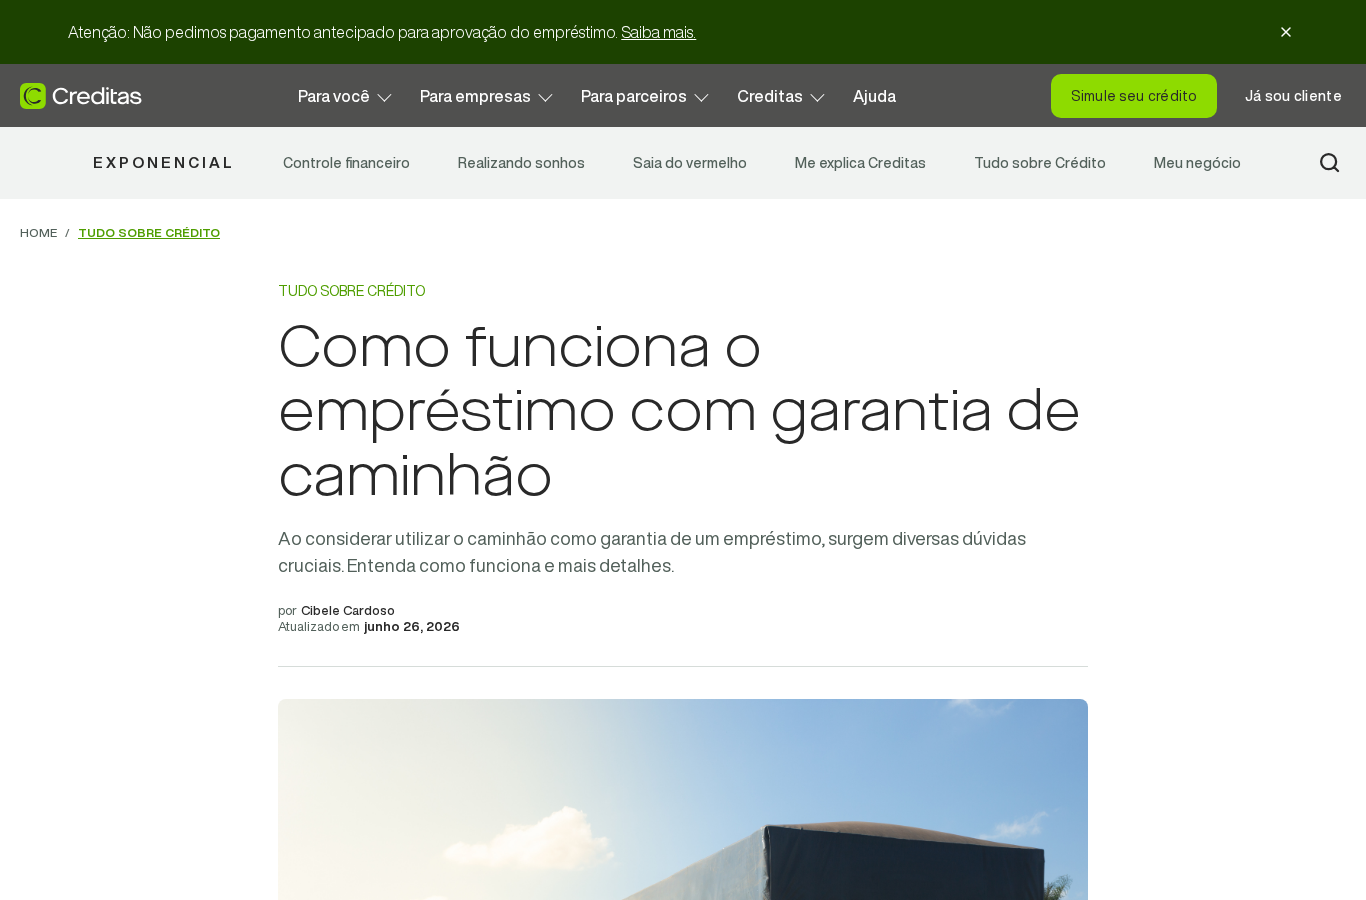 Atenção: Não pedimos pagamento antecipado para aprovação do empréstimo. Saiba mais.
Creditas
Para você
Para empresas
Para parceiros
Creditas
Ajuda
Simule seu crédito
Já sou cliente
EXPONENCIAL
Controle financeiro
Realizando sonhos
Saia do vermelho
Me explica Creditas
Tudo sobre Crédito
Meu negócio
HOME / TUDO SOBRE CRÉDITO
TUDO SOBRE CRÉDITO
Como funciona o
empréstimo com garantia de
caminhão
Ao considerar utilizar o caminhão como garantia de um empréstimo, surgem diversas dúvidas
cruciais. Entenda como funciona e mais detalhes.
por Cibele Cardoso
Atualizado em junho 26, 2026